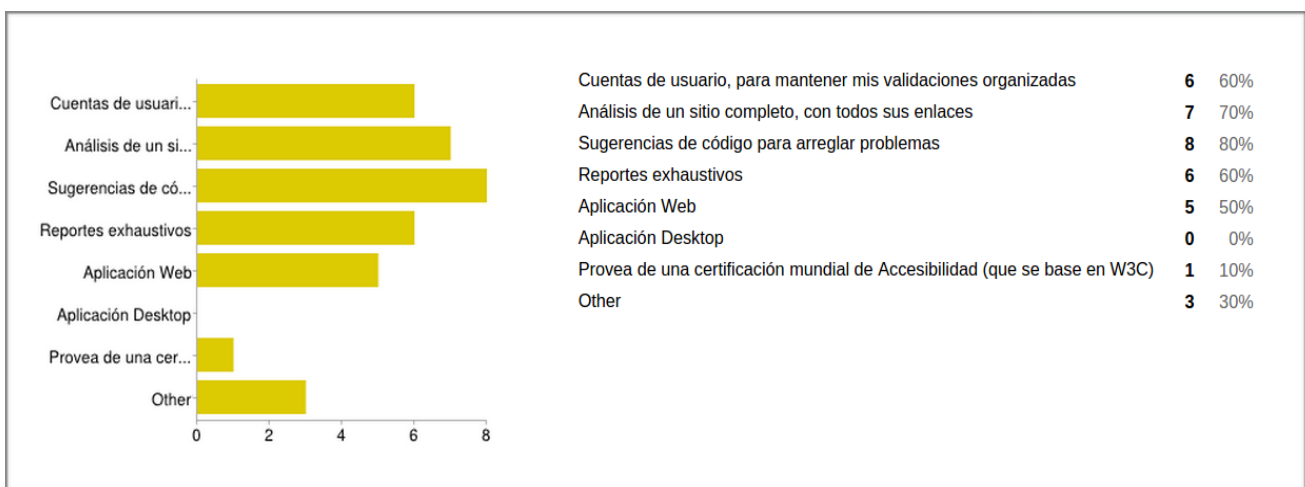 Cuentas de usuari...
Análisis de un si...
Sugerencias de có...
Reportes exhaustivos
Aplicación Web
Aplicación Desktop
Provea de una cer...
Other
0 2 4 6 8
Cuentas de usuario, para mantener mis validaciones organizadas 6 60%
Análisis de un sitio completo, con todos sus enlaces 7 70%
Sugerencias de código para arreglar problemas 8 80%
Reportes exhaustivos 6 60%
Aplicación Web 5 50%
Aplicación Desktop 0 0%
Provea de una certificación mundial de Accesibilidad (que se base en W3C) 1 10%
Other 3 30%